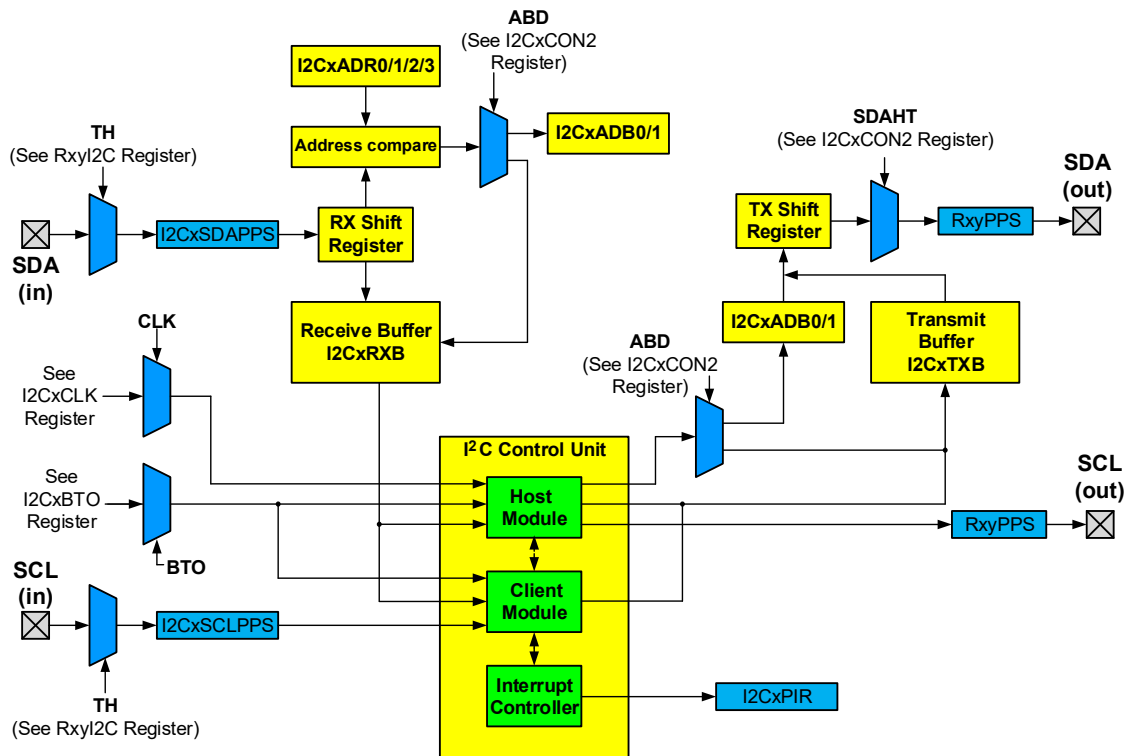 ABD
(See I2CxCON2
Register)
I2CxADR0/1/2/3
TH
(See RxyI2C Register)
Address compare
I2CxADB0/1
SDAHT
(See I2CxCON2 Register)
SDA
(out)
I2CxSDAPPS
RX Shift
Register
TX Shift
Register
RxyPPS
SDA
(in)
CLK
Receive Buffer
I2CxRXB
I2CxADB0/1
Transmit
Buffer
I2CxTXB
ABD
(See I2CxCON2
Register)
See
I2CxCLK
Register
I²C Control Unit
See
I2CxBTO
Register
Host
Module
SCL
(out)
RxyPPS
BTO
SCL
(in)
Client
Module
I2CxSCLPPS
TH
(See RxyI2C Register)
Interrupt
Controller
I2CxPIR